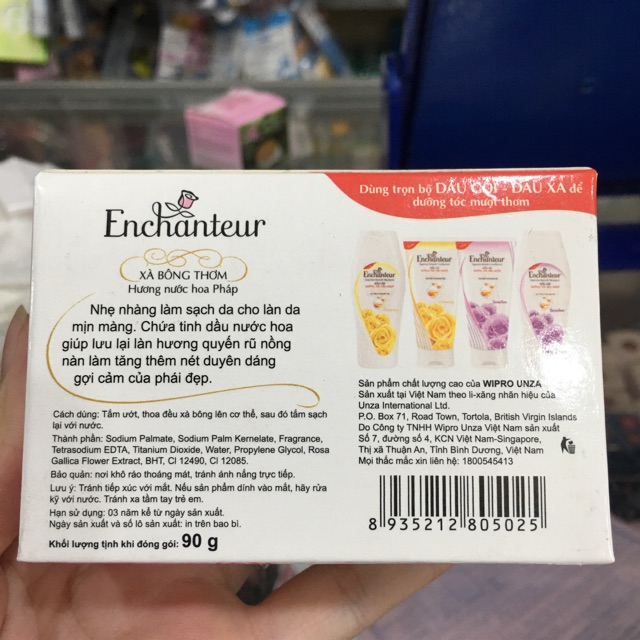 Enchanteur
XÀ BÔNG THƠM
Hương nước hoa Pháp
Nhẹ nhàng làm sạch da cho làn da
mịn màng. Chứa tinh dầu nước hoa
giúp lưu lại làn hương quyến rũ nồng
nàn làm tăng thêm nét duyên dáng
gợi cảm của phái đẹp.
Cách dùng: Tắm ướt, thoa đều xà bông lên cơ thể, sau đó tắm sạch
lại với nước.
Thành phần: Sodium Palmate, Sodium Palm Kernelate, Fragrance,
Tetrasodium EDTA, Titanium Dioxide, Water, Propylene Glycol, Rosa
Gallica Flower Extract, BHT, CI 12490, CI 12085.
Bảo quản: nơi khô ráo thoáng mát, tránh ánh nắng trực tiếp.
Lưu ý: Tránh tiếp xúc với mắt. Nếu sản phẩm dính vào mắt, hãy rửa
kỹ với nước. Tránh xa tầm tay trẻ em.
Hạn sử dụng: 03 năm kể từ ngày sản xuất.
Ngày sản xuất và số lô sản xuất: in trên bao bì.
Khối lượng tịnh khi đóng gói: 90 g
Dùng trọn bộ DẦU GỘI - DẦU XẢ để
dưỡng tóc mượt thơm
Enchanteur
Enchanteur
Enchanteur
Enchanteur
Sản phẩm chất lượng cao của WIPRO UNZA
Sản xuất tại Việt Nam theo li-xăng nhãn hiệu của
Unza International Ltd.
P.O. Box 71, Road Town, Tortola, British Virgin Islands
Do Công ty TNHH Wipro Unza Việt Nam sản xuất
Số 7, đường số 4, KCN Việt Nam-Singapore,
Thị xã Thuận An, Tỉnh Bình Dương, Việt Nam
Mọi thắc mắc xin liên hệ: 1800545413
8 935212 805025